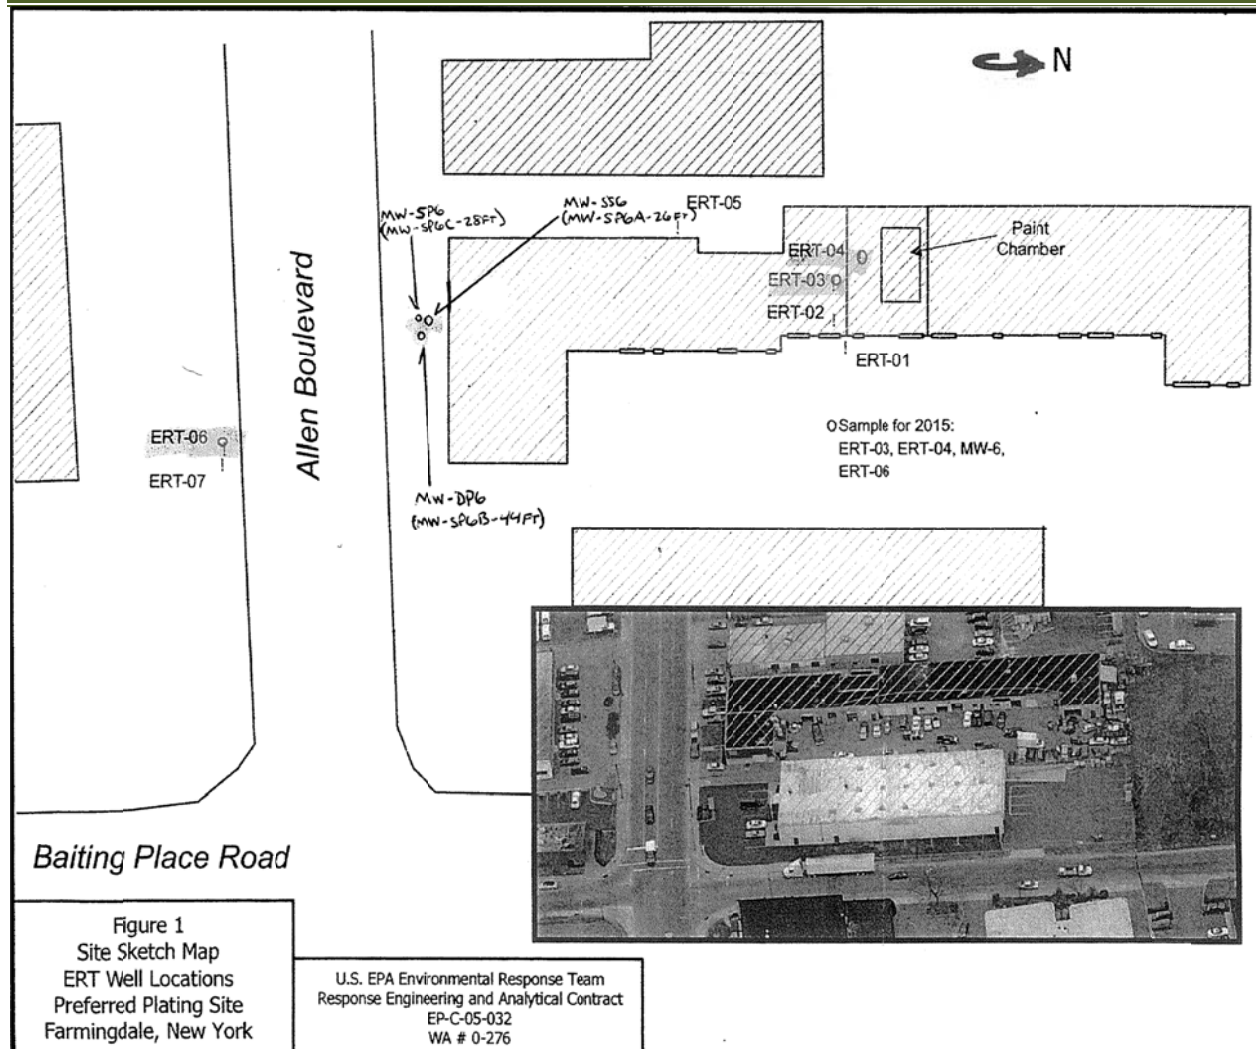 N
MW-SP6
(MW-SP6C-28FT)
MW-SS6
(MW-SP6A-26FT)
ERT-05
ERT-04
ERT-03
ERT-02
Paint
Chamber
ERT-01
Allen Boulevard
ERT-06
ERT-07
Sample for 2015:
ERT-03, ERT-04, MW-6,
ERT-06
MW-DP6
(MW-SP6B-44FT)
Baiting Place Road
Figure 1
Site Sketch Map
ERT Well Locations
Preferred Plating Site
Farmingdale, New York
U.S. EPA Environmental Response Team
Response Engineering and Analytical Contract
EP-C-05-032
WA # 0-276